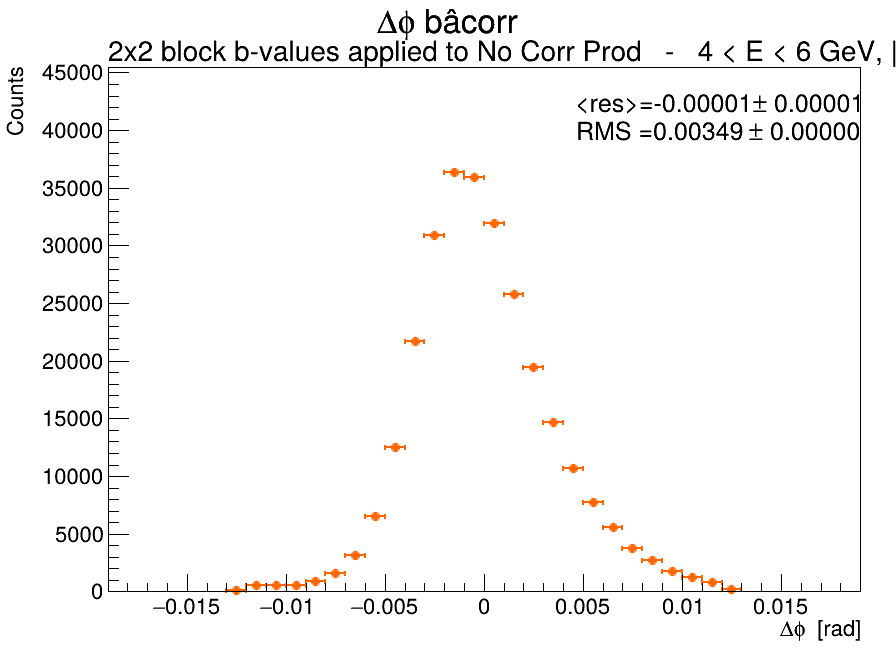 Δϕ bâcorr
2x2 block b-values applied to No Corr Prod - 4 < E < 6 GeV, |
Counts
<res>=-0.00001± 0.00001
RMS =0.00349 ± 0.00000
45000
40000
35000
30000
25000
20000
15000
10000
5000
0
−0.015 −0.01 −0.005 0 0.005 0.01 0.015
Δϕ [rad]